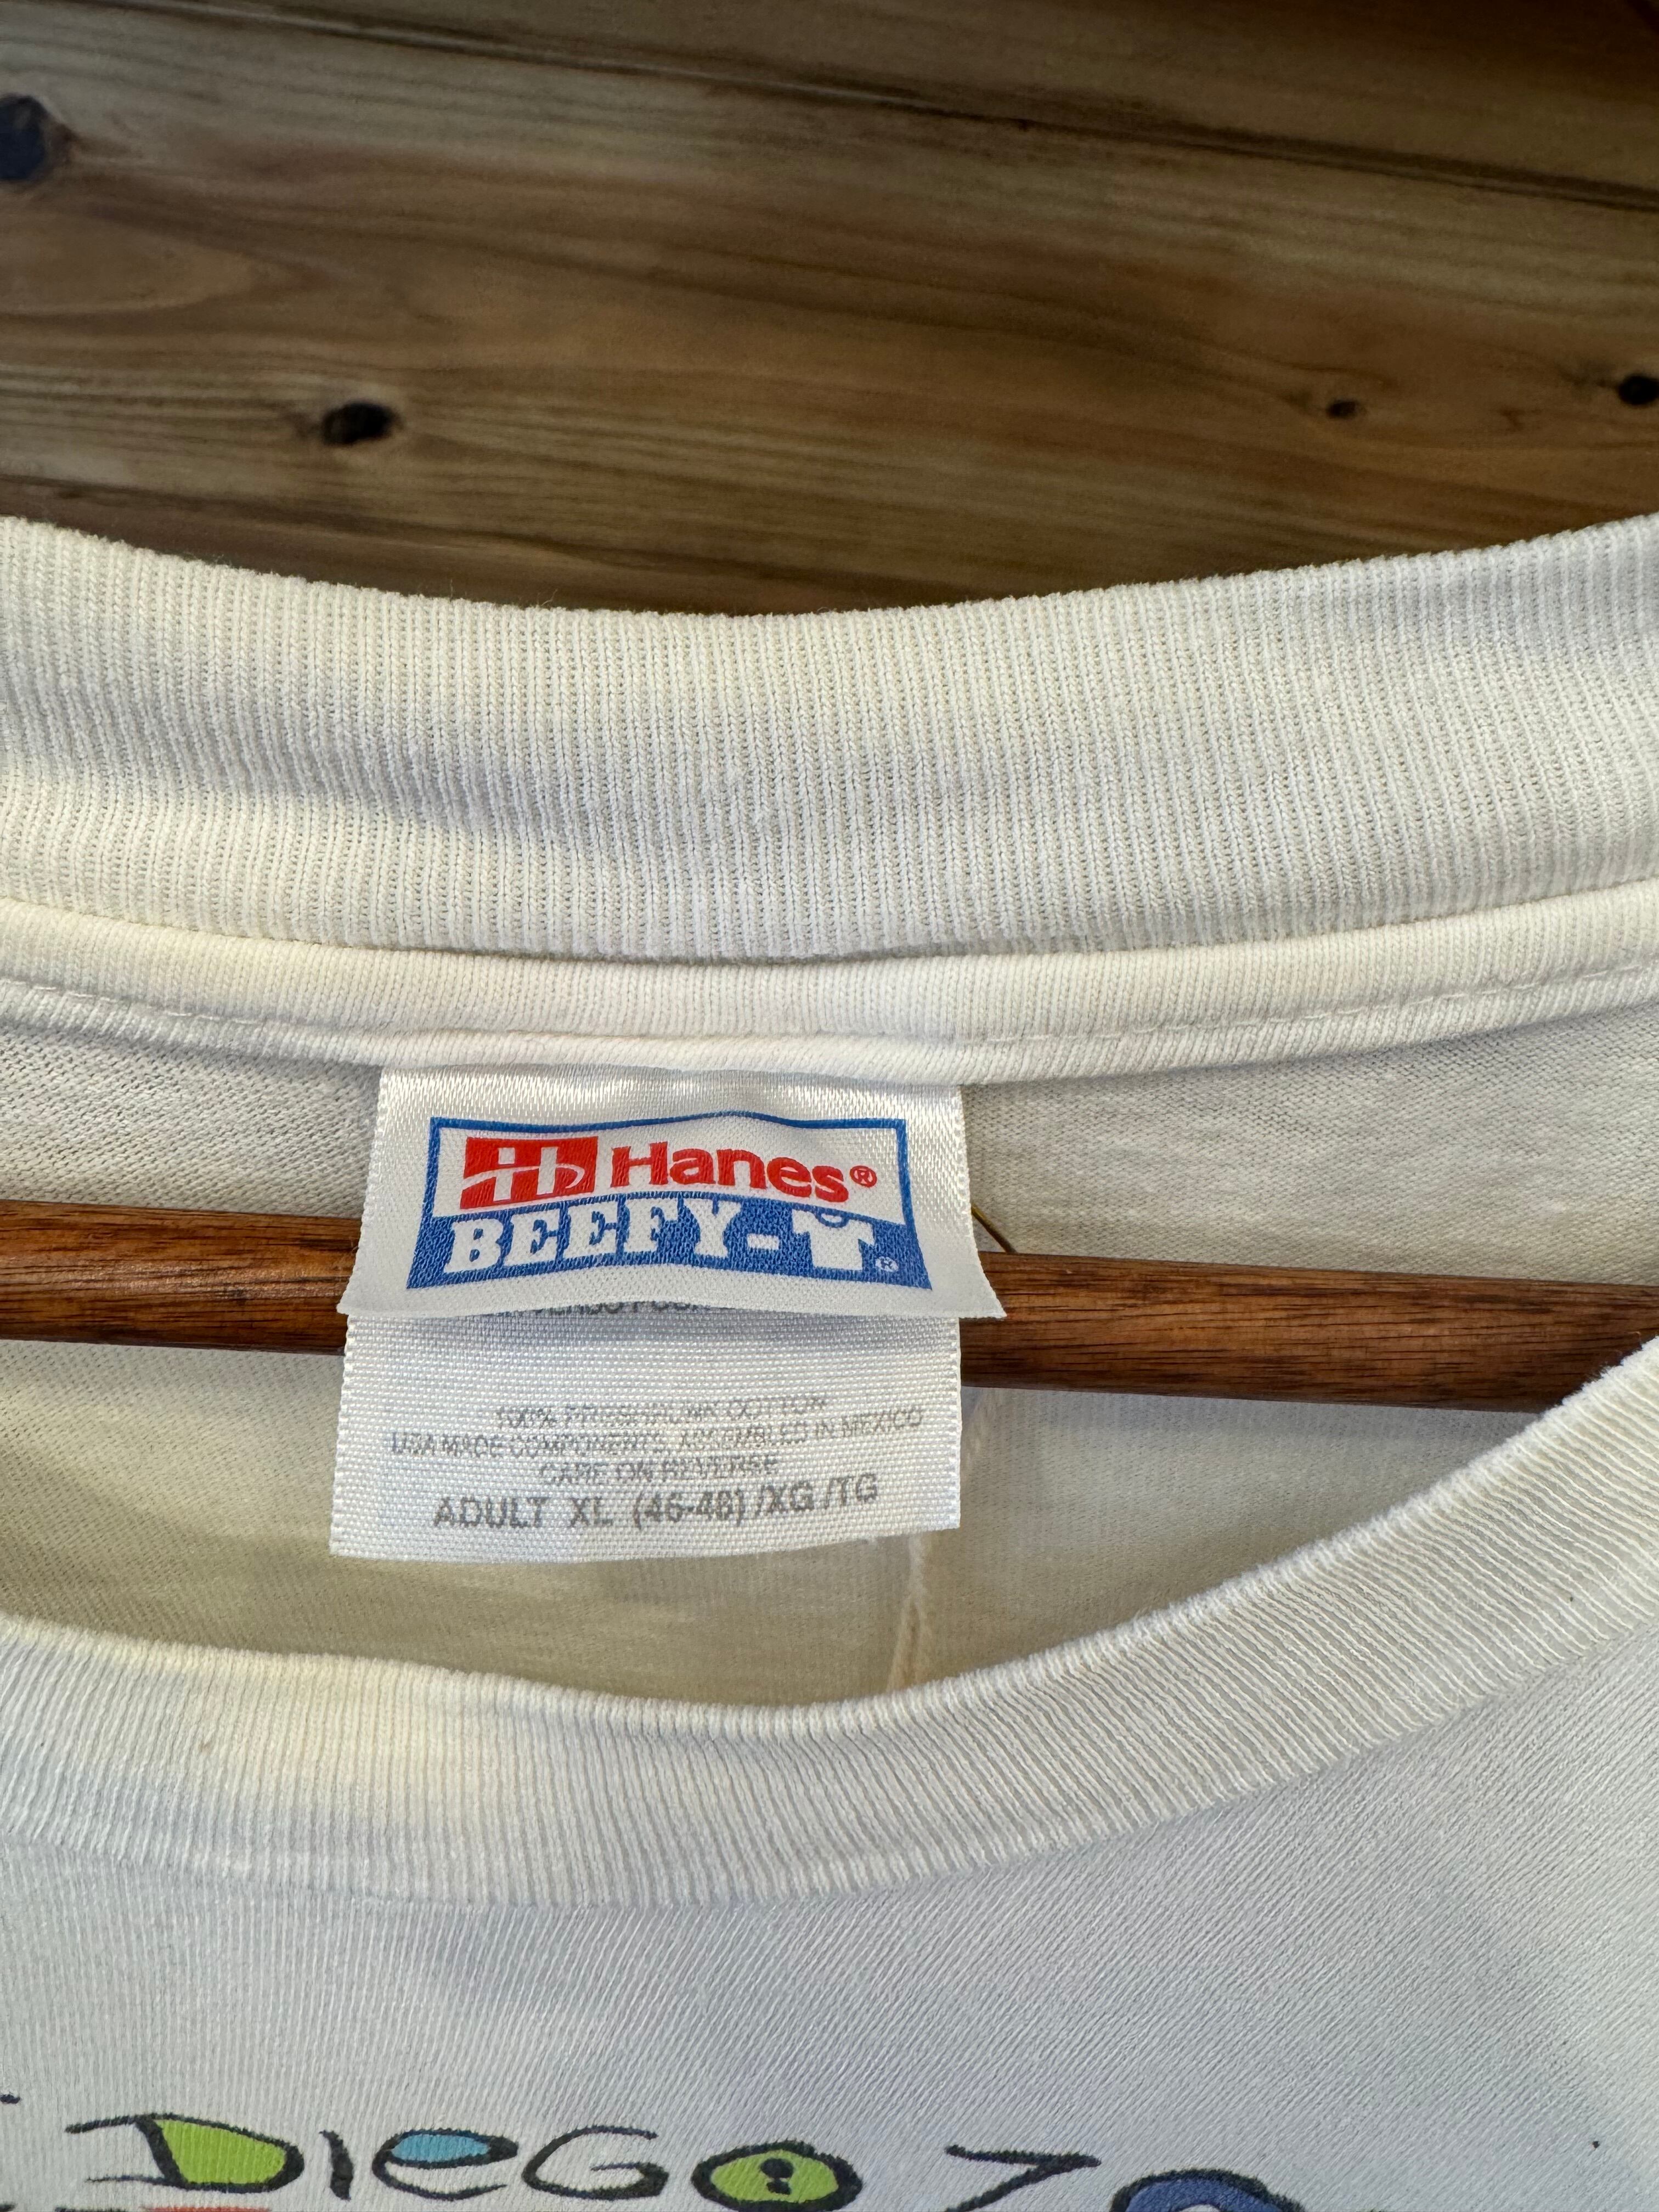 Hanes®
BEEFY-T®
100% PRESHRUNK COTTON
USA MADE COMPONENTS, ASSEMBLED IN MEXICO
CARE ON REVERSE
ADULT XL (46-48) /XG /TG
DIEGO